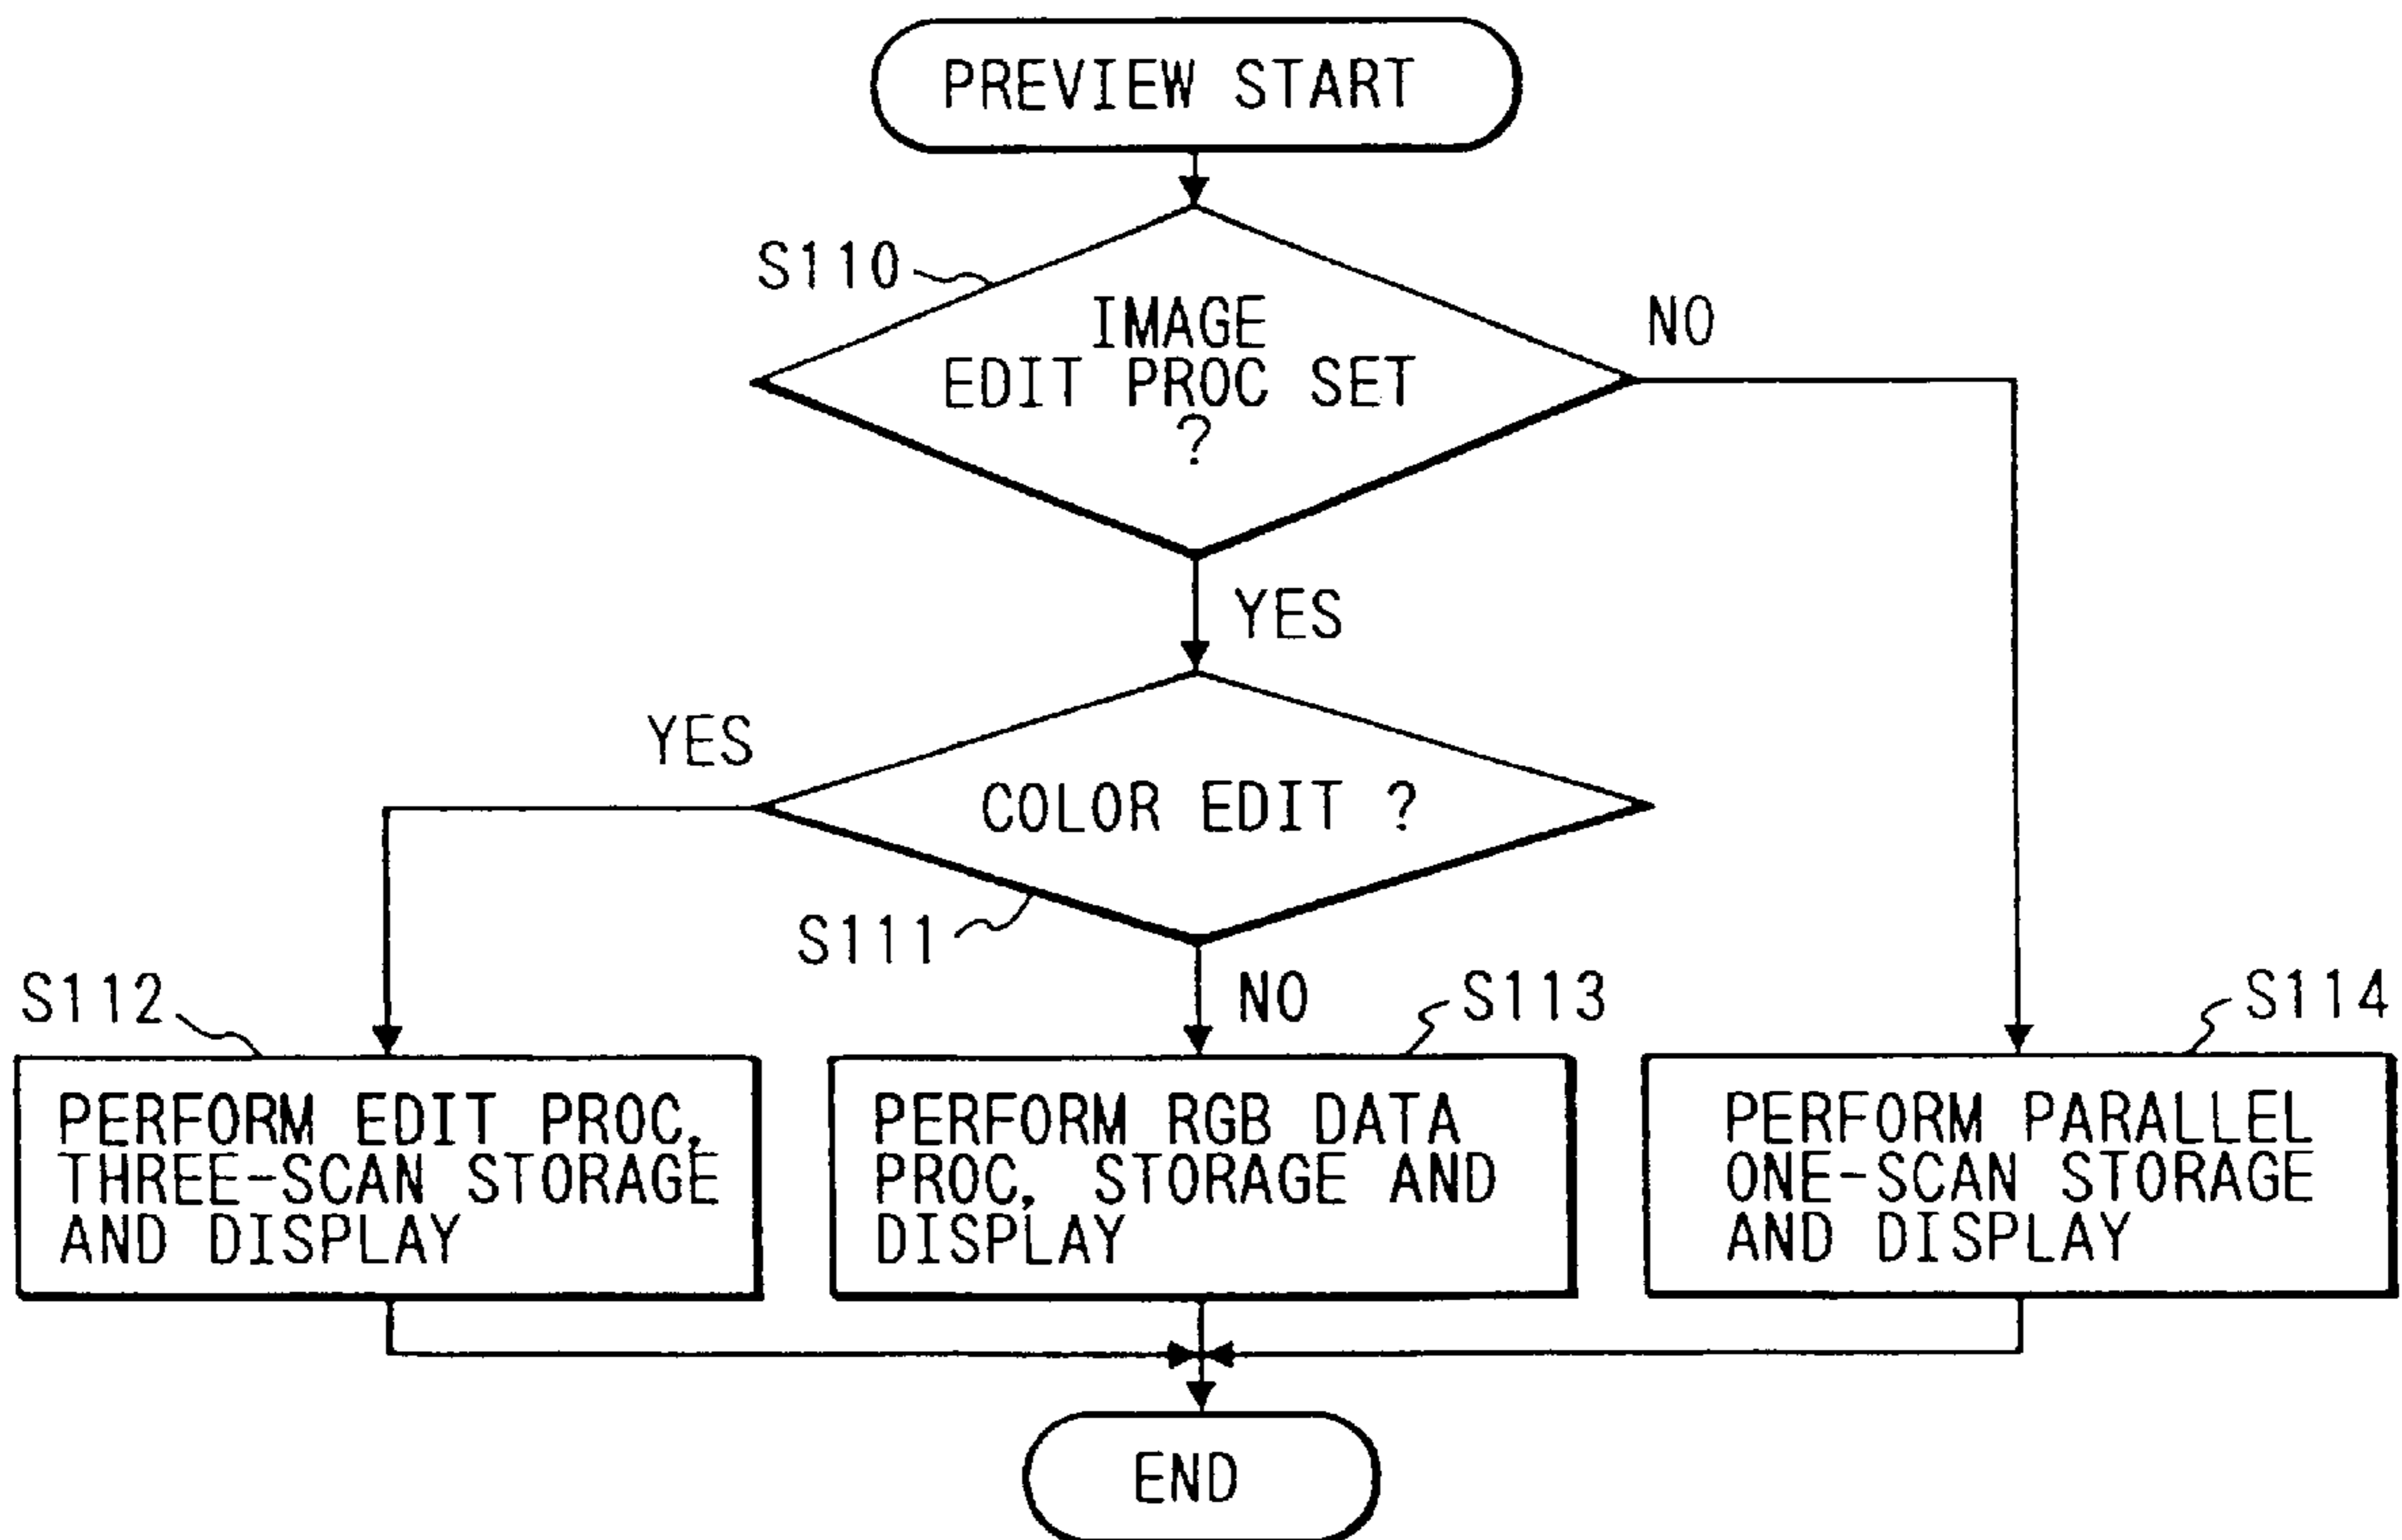 PREVIEW START
S110
IMAGE
EDIT PROC SET
?
NO
YES
YES
COLOR EDIT ?
S111
NO
S112
S113
S114
PERFORM EDIT PROC,
THREE-SCAN STORAGE
AND DISPLAY
PERFORM RGB DATA
PROC, STORAGE AND
DISPLAY
PERFORM PARALLEL
ONE-SCAN STORAGE
AND DISPLAY
END